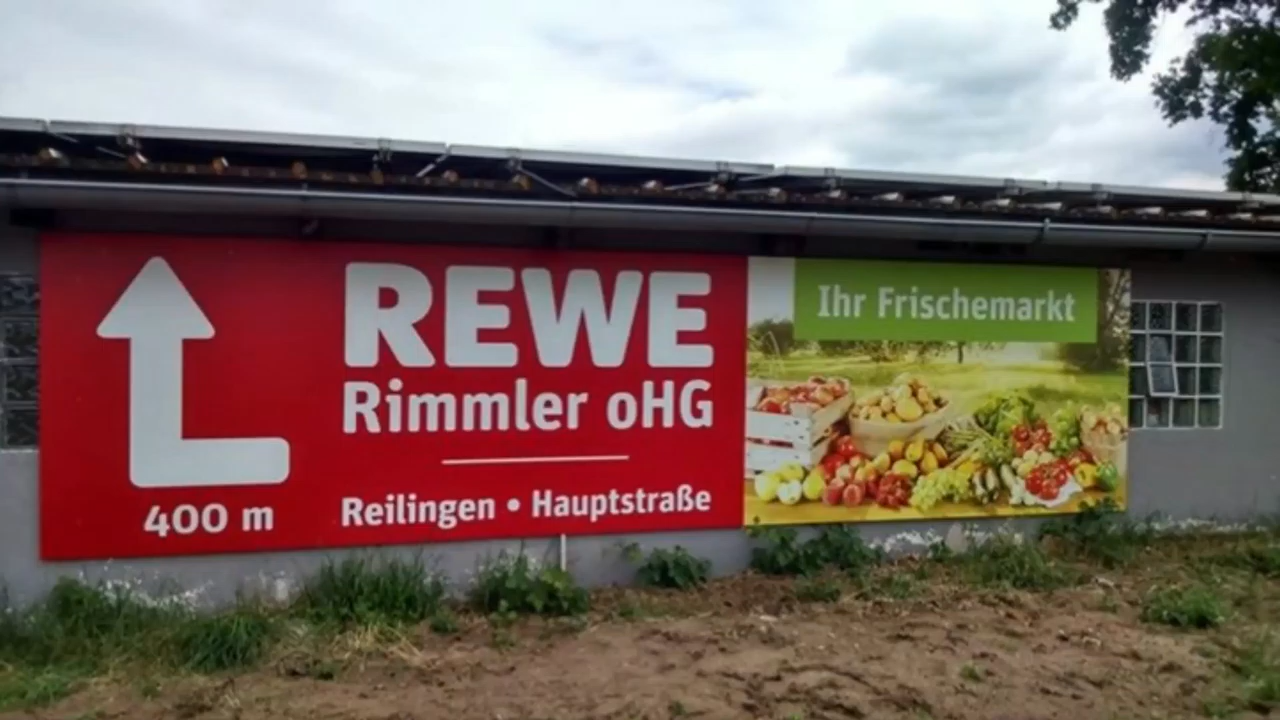 REWE
Rimmler oHG
Reilingen • Hauptstraße
400 m
Ihr Frischemarkt